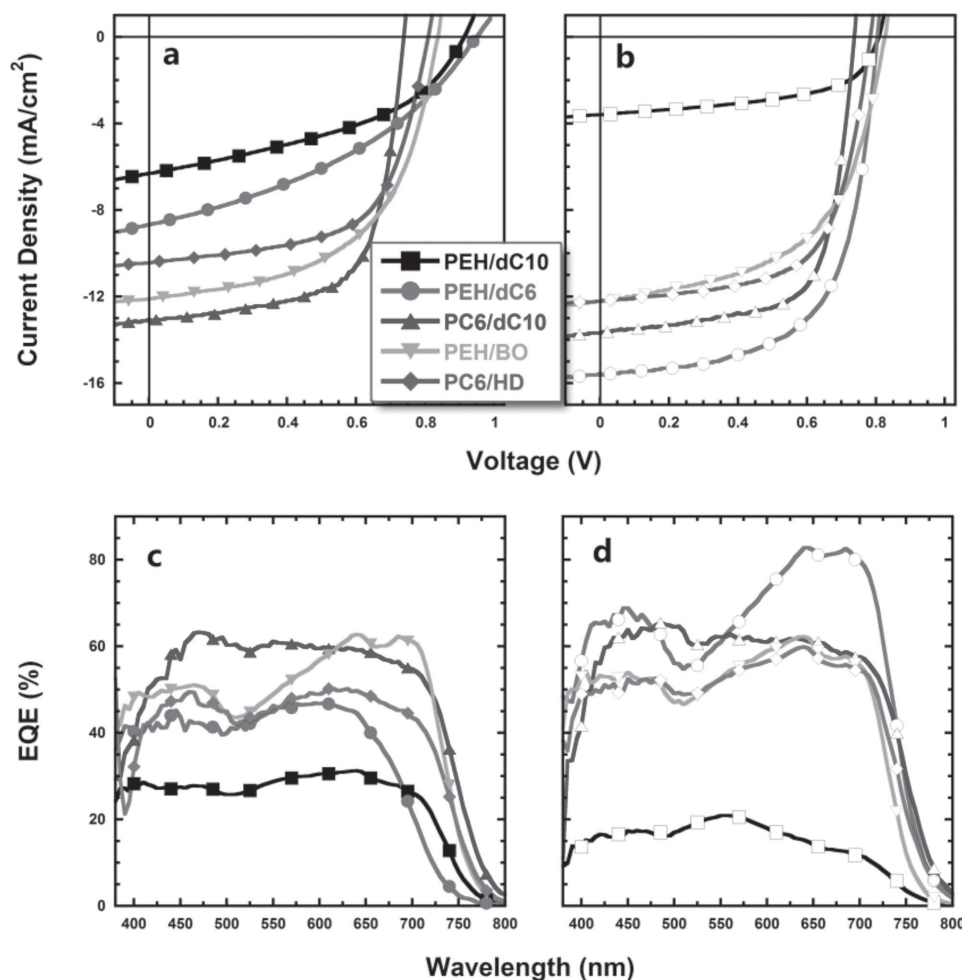 a
b
Current Density (mA/cm²)
0
-4
-8
-12
-16
PEH/dC10
PEH/dC6
PC6/dC10
PEH/BO
PC6/HD
0 0.2 0.4 0.6 0.8 1
0 0.2 0.4 0.6 0.8 1
Voltage (V)
c
d
EQE (%)
80
60
40
20
0
400 450 500 550 600 650 700 750 800
400 450 500 550 600 650 700 750 800
Wavelength (nm)